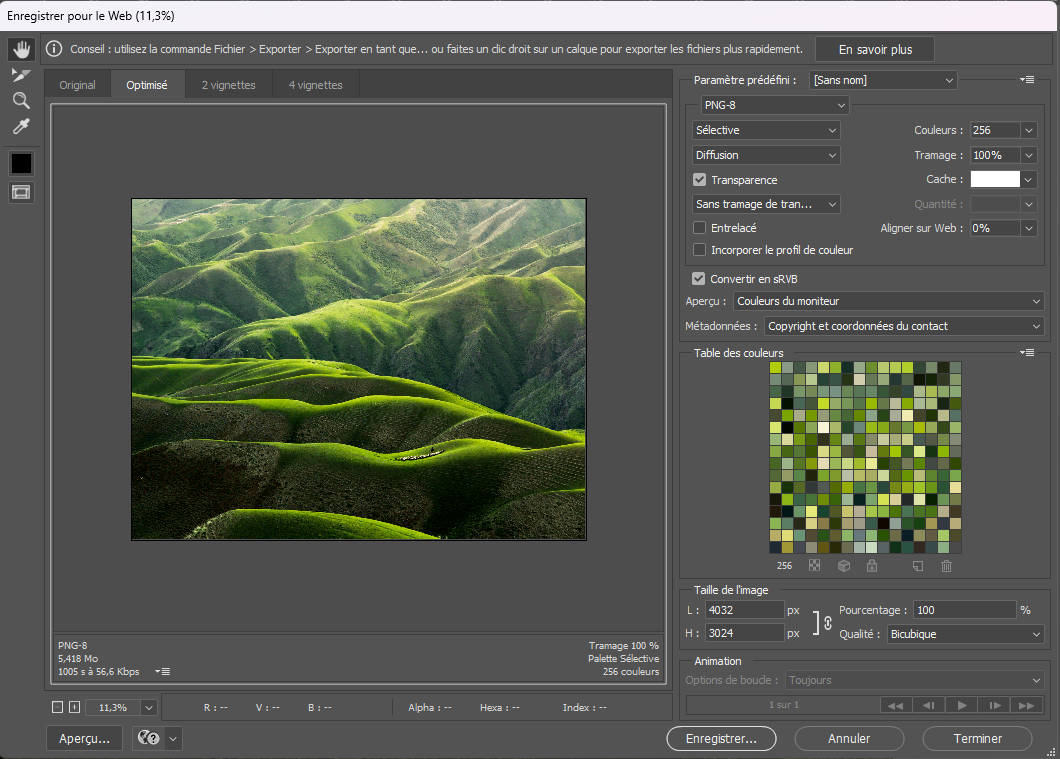 Enregistrer pour le Web (11,3%)
Conseil : utilisez la commande Fichier > Exporter > Exporter en tant que... ou faites un clic droit sur un calque pour exporter les fichiers plus rapidement.
En savoir plus
Original
Optimisé
2 vignettes
4 vignettes
Paramètre prédéfini :
[Sans nom]
PNG-8
Sélective
Couleurs :
256
Diffusion
Tramage :
100%
Transparence
Cache :
Sans tramage de tran...
Quantité :
Entrelacé
Aligner sur Web :
0%
Incorporer le profil de couleur
Convertir en sRVB
Aperçu :
Couleurs du moniteur
Métadonnées :
Copyright et coordonnées du contact
Table des couleurs
256
Taille de l'image
L :
4032
px
Pourcentage :
100
%
H :
3024
px
Qualité :
Bicubique
Animation
Options de boucle :
Toujours
1 sur 1
PNG-8
5,418 Mo
1005 s à 56,6 Kbps
Tramage 100 %
Palette Sélective
256 couleurs
11,3%
R : --
V : --
B : --
Alpha : --
Hexa : --
Index : --
Aperçu...
?
Enregistrer...
Annuler
Terminer